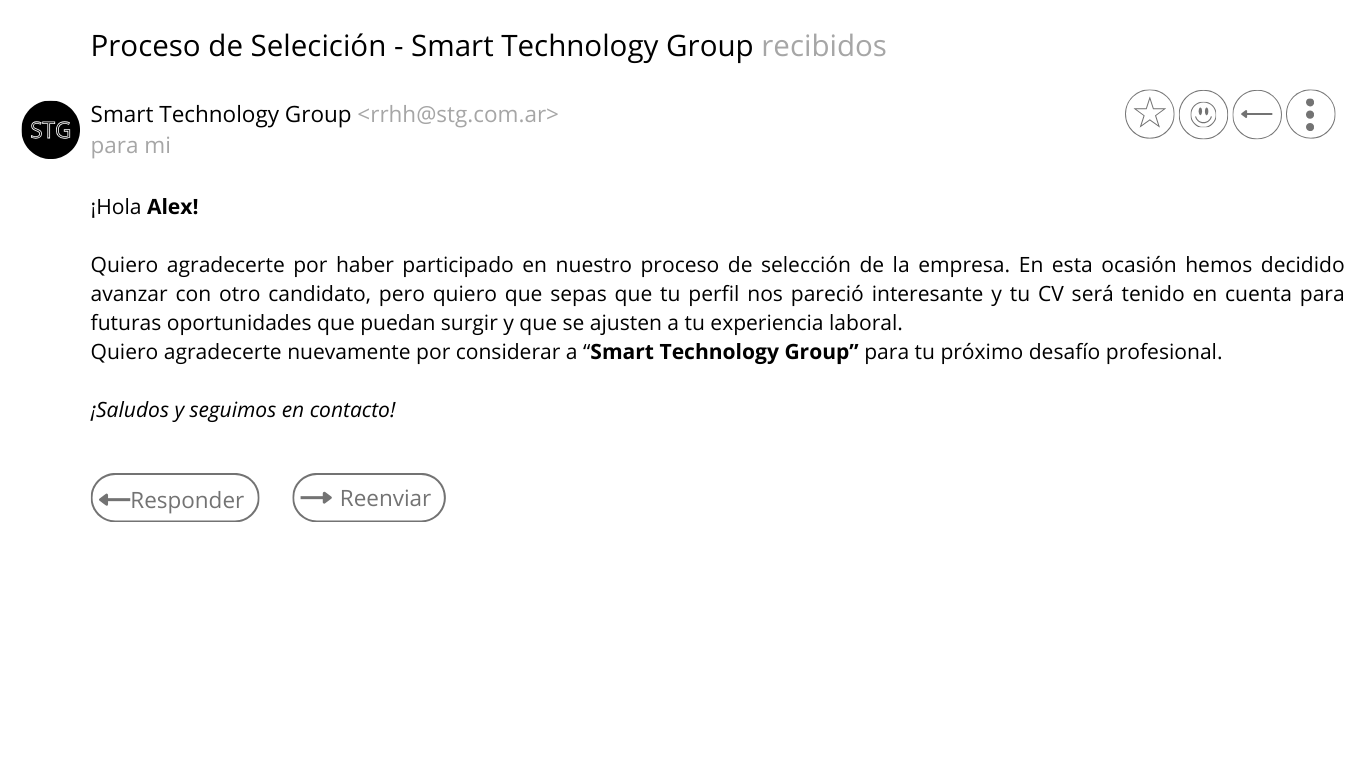 Proceso de Selecición - Smart Technology Group recibidos
STG
Smart Technology Group <rrhh@stg.com.ar>
para mi
¡Hola Alex!
Quiero agradecerte por haber participado en nuestro proceso de selección de la empresa. En esta ocasión hemos decidido
avanzar con otro candidato, pero quiero que sepas que tu perfil nos pareció interesante y tu CV será tenido en cuenta para
futuras oportunidades que puedan surgir y que se ajusten a tu experiencia laboral.
Quiero agradecerte nuevamente por considerar a “Smart Technology Group” para tu próximo desafío profesional.
¡Saludos y seguimos en contacto!
Responder
Reenviar